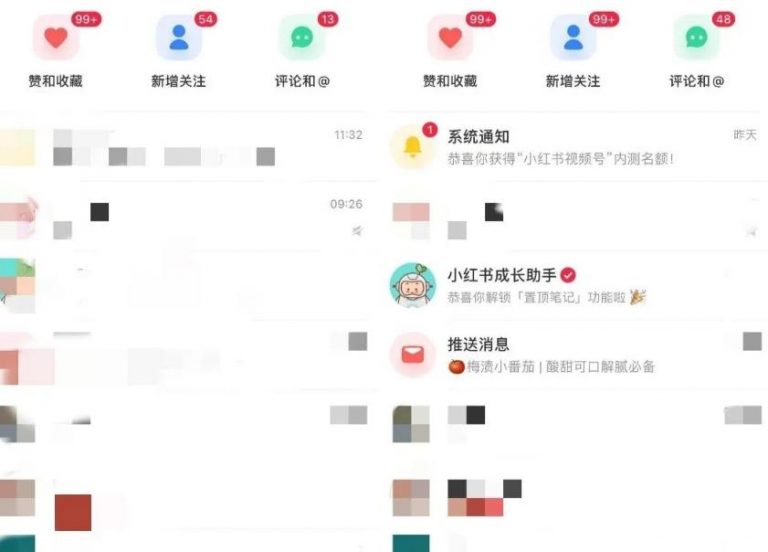 99+
54
13
赞和收藏
新增关注
评论和@
11:32
09:26
99+
99+
48
赞和收藏
新增关注
评论和@
1
系统通知
昨天
恭喜你获得“小红书视频号”内测名额!
小红书成长助手
恭喜你解锁「置顶笔记」功能啦🎉
推送消息
🍅梅渍小番茄 | 酸甜可口解腻必备